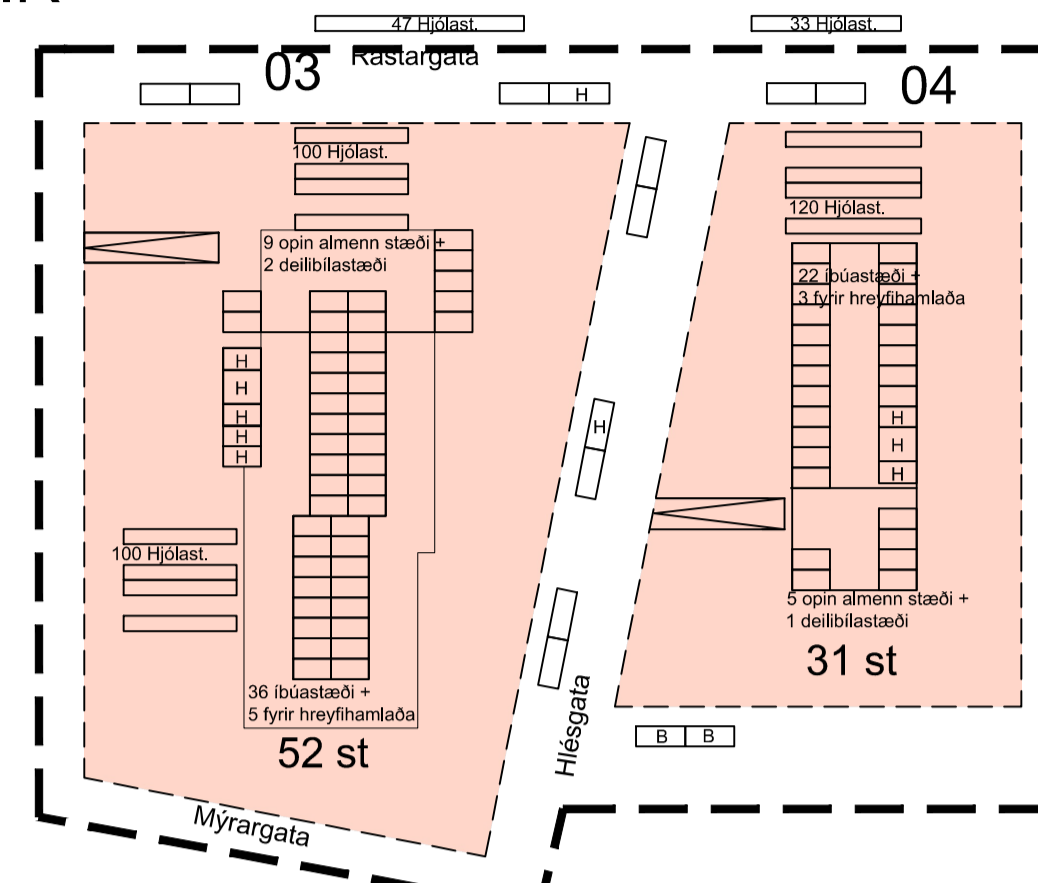 47 Hjólast.
33 Hjólast.
Rastargata
03
04
H
100 Hjólast.
120 Hjólast.
9 opin almenn stæði +
2 deilibílastæði
22 íbúastæði +
3 fyrir hreyfihamlaða
H
H
H
H
H
H
H
H
H
100 Hjólast.
5 opin almenn stæði +
1 deilibílastæði
31 st
36 íbúastæði +
5 fyrir hreyfihamlaða
52 st
Hlésgata
B B
Mýrargata